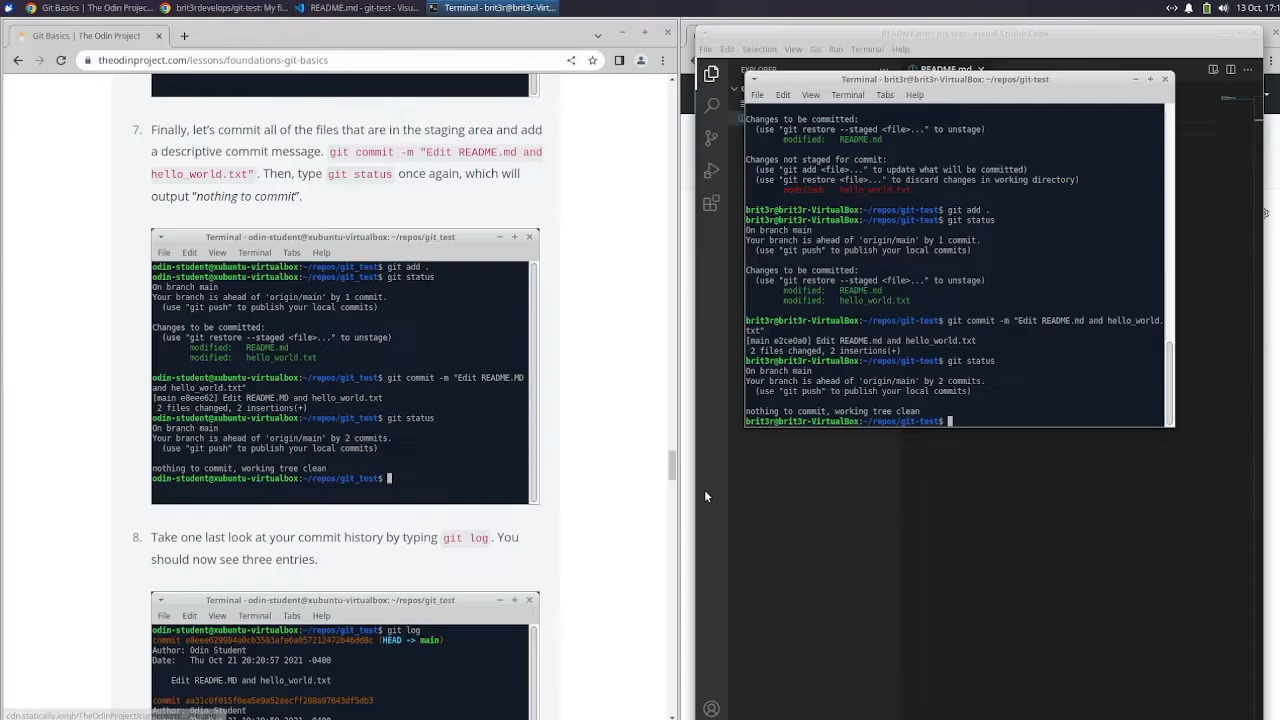 Git Basics | The Odin Project
brit3rdevelops/git-test: My fi...
README.md - git-test - Visu...
Terminal - brit3r@brit3r-Virt...
13 Oct, 17:1
Git Basics | The Odin Project
theodinproject.com/lessons/foundations-git-basics
7. Finally, let's commit all of the files that are in the staging area and add
a descriptive commit message. git commit -m "Edit README.md and
hello_world.txt". Then, type git status once again, which will
output "nothing to commit".
Terminal - odin-student@xubuntu-virtualbox: ~/repos/git_test
File Edit View Terminal Tabs Help
odin-student@xubuntu-virtualbox:~/repos/git_test$ git add .
odin-student@xubuntu-virtualbox:~/repos/git_test$ git status
On branch main
Your branch is ahead of 'origin/main' by 1 commit.
(use "git push" to publish your local commits)
Changes to be committed:
(use "git restore --staged <file>..." to unstage)
modified: README.md
modified: hello_world.txt
odin-student@xubuntu-virtualbox:~/repos/git_test$ git commit -m "Edit README.MD
and hello_world.txt"
[main e8eee62] Edit README.MD and hello_world.txt
2 files changed, 2 insertions(+)
odin-student@xubuntu-virtualbox:~/repos/git_test$ git status
On branch main
Your branch is ahead of 'origin/main' by 2 commits.
(use "git push" to publish your local commits)
nothing to commit, working tree clean
odin-student@xubuntu-virtualbox:~/repos/git_test$
8. Take one last look at your commit history by typing git log. You
should now see three entries.
Terminal - odin-student@xubuntu-virtualbox: ~/repos/git_test
File Edit View Terminal Tabs Help
odin-student@xubuntu-virtualbox:~/repos/git_test$ git log
(HEAD -> main)
Author: Odin Student
Date: Thu Oct 21 20:20:57 2021 -0400
Edit README.MD and hello_world.txt
README.md - git-test - Visual Studio Code
File Edit Selection View Go Run Terminal Help
EXPLORER
README.md
Terminal - brit3r@brit3r-VirtualBox: ~/repos/git-test
File Edit View Terminal Tabs Help
Changes to be committed:
(use "git restore --staged <file>..." to unstage)
modified: README.md
Changes not staged for commit:
(use "git add <file>..." to update what will be committed)
(use "git restore <file>..." to discard changes in working directory)
modified: hello_world.txt
brit3r@brit3r-VirtualBox:~/repos/git-test$ git add .
brit3r@brit3r-VirtualBox:~/repos/git-test$ git status
On branch main
Your branch is ahead of 'origin/main' by 1 commit.
(use "git push" to publish your local commits)
Changes to be committed:
(use "git restore --staged <file>..." to unstage)
modified: README.md
modified: hello_world.txt
brit3r@brit3r-VirtualBox:~/repos/git-test$ git commit -m "Edit README.md and hello_world.
txt"
[main e2ce0a0] Edit README.md and hello_world.txt
2 files changed, 2 insertions(+)
brit3r@brit3r-VirtualBox:~/repos/git-test$ git status
On branch main
Your branch is ahead of 'origin/main' by 2 commits.
(use "git push" to publish your local commits)
nothing to commit, working tree clean
brit3r@brit3r-VirtualBox:~/repos/git-test$